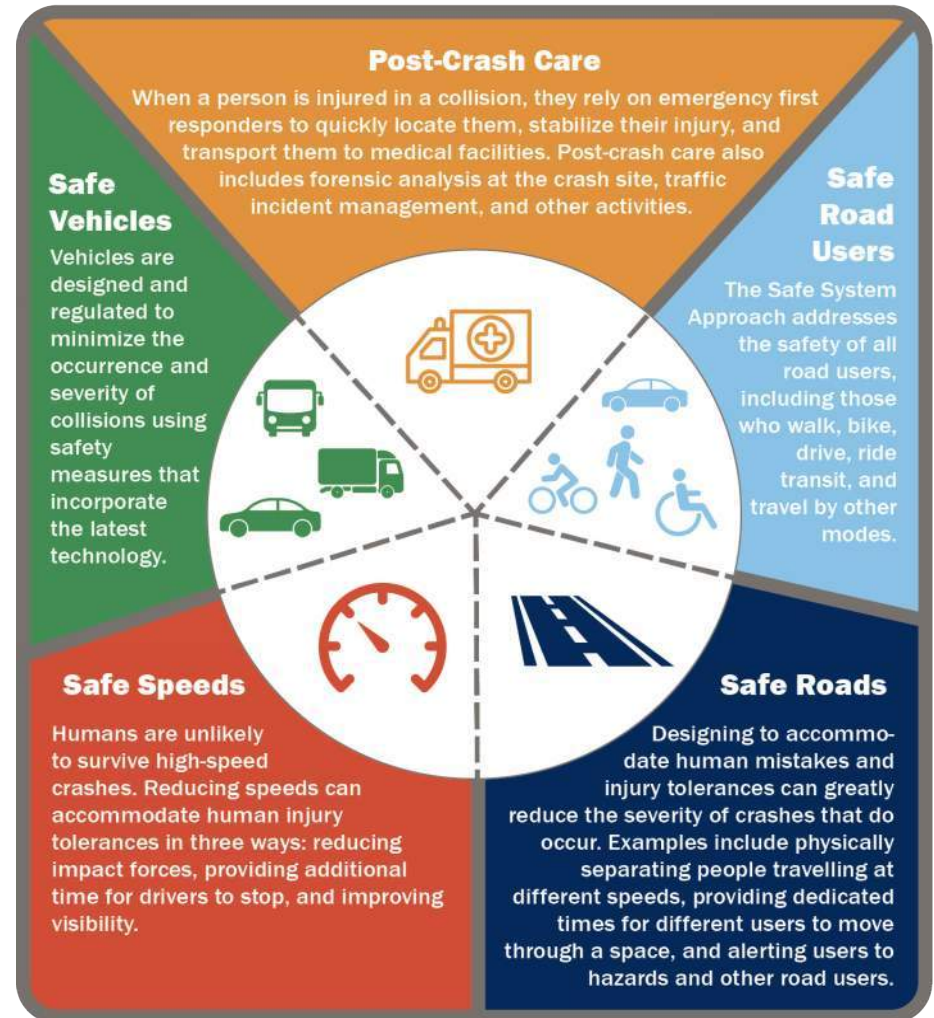 Post-Crash Care
When a person is injured in a collision, they rely on emergency first
responders to quickly locate them, stabilize their injury, and
transport them to medical facilities. Post-crash care also
includes forensic analysis at the crash site, traffic
incident management, and other activities.
Safe
Vehicles
Vehicles are
designed and
regulated to
minimize the
occurrence and
severity of
collisions using
safety
measures that
incorporate
the latest
technology.
Safe
Road
Users
The Safe System
Approach addresses
the safety of all
road users,
including those
who walk, bike,
drive, ride
transit, and
travel by other
modes.
Safe Speeds
Humans are unlikely
to survive high-speed
crashes. Reducing speeds can
accommodate human injury
tolerances in three ways: reducing
impact forces, providing additional
time for drivers to stop, and improving
visibility.
Safe Roads
Designing to accommo-
date human mistakes and
injury tolerances can greatly
reduce the severity of crashes that do
occur. Examples include physically
separating people travelling at
different speeds, providing dedicated
times for different users to move
through a space, and alerting users to
hazards and other road users.